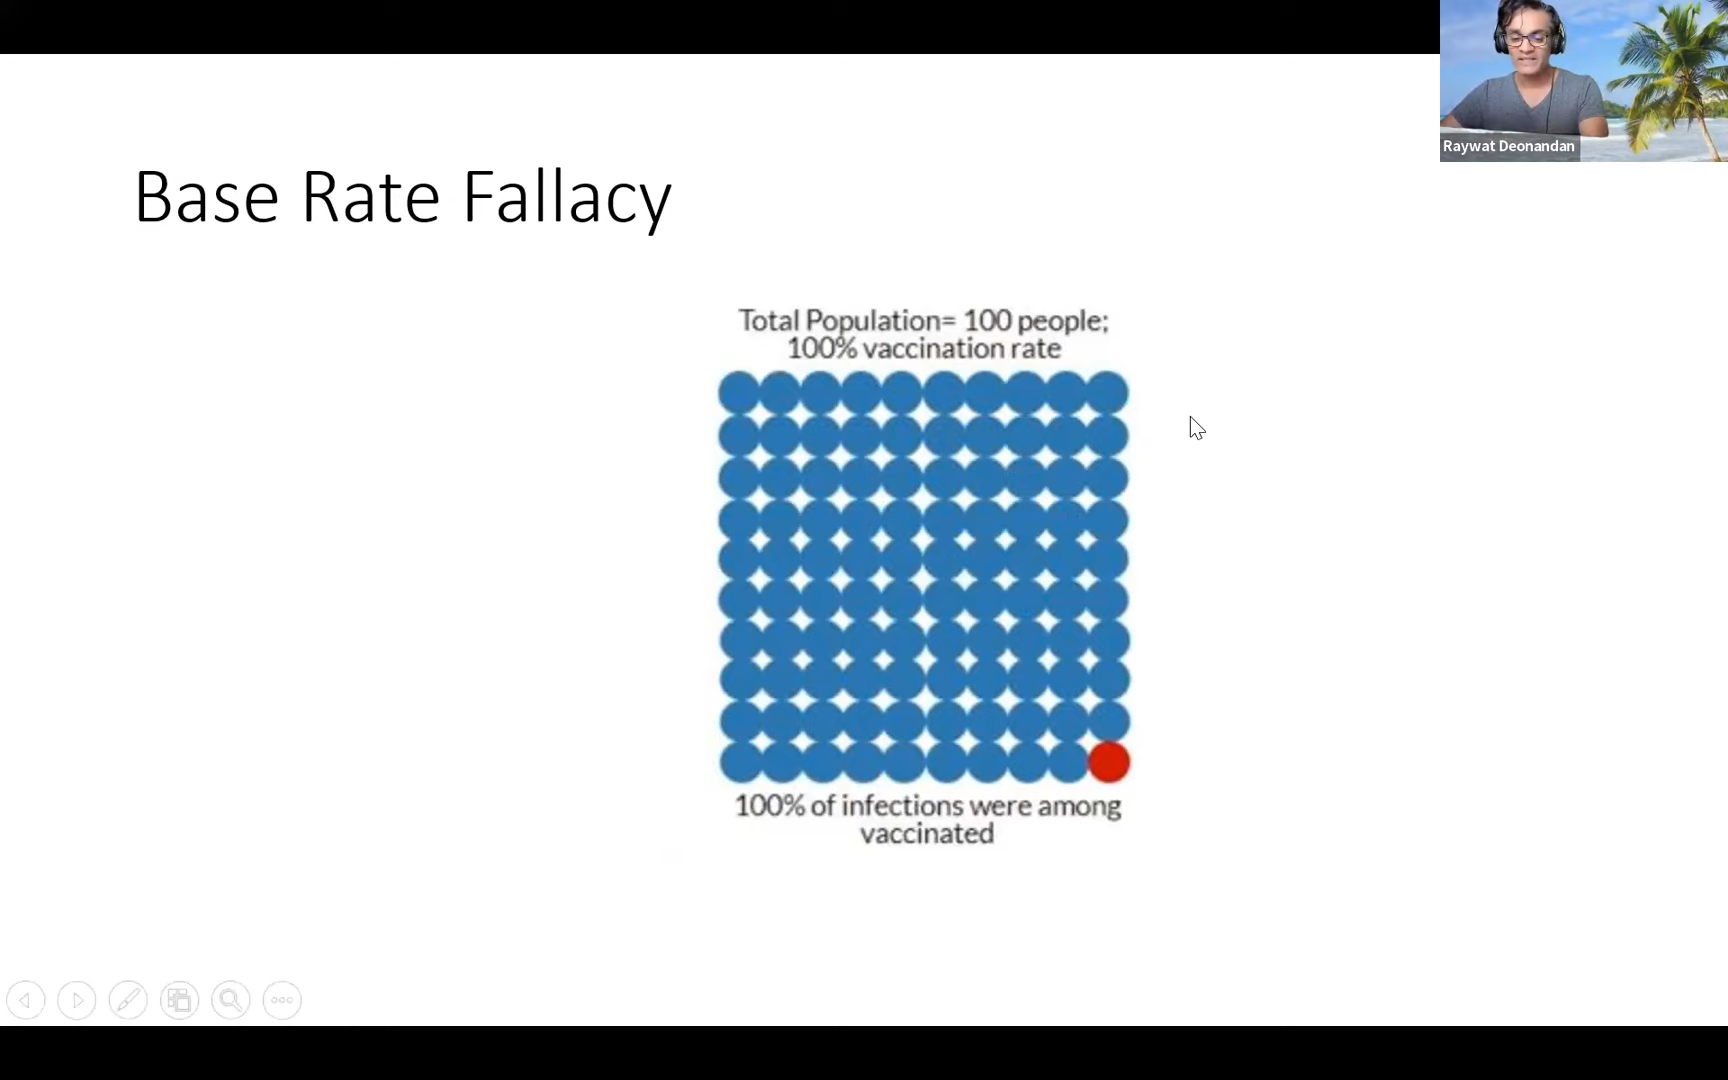 Raywat Deonandan
Base Rate Fallacy
Total Population= 100 people;
100% vaccination rate
100% of infections were among
vaccinated